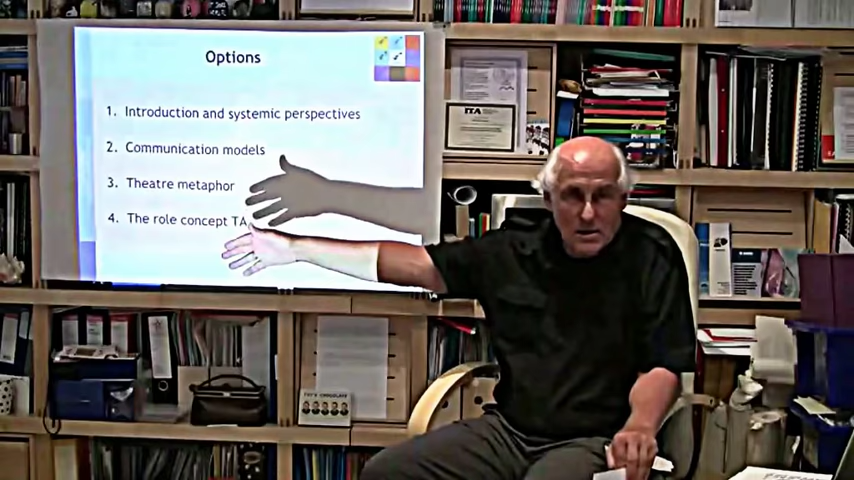 Options
1. Introduction and systemic perspectives
2. Communication models
3. Theatre metaphor
4. The role concept TA
ITA